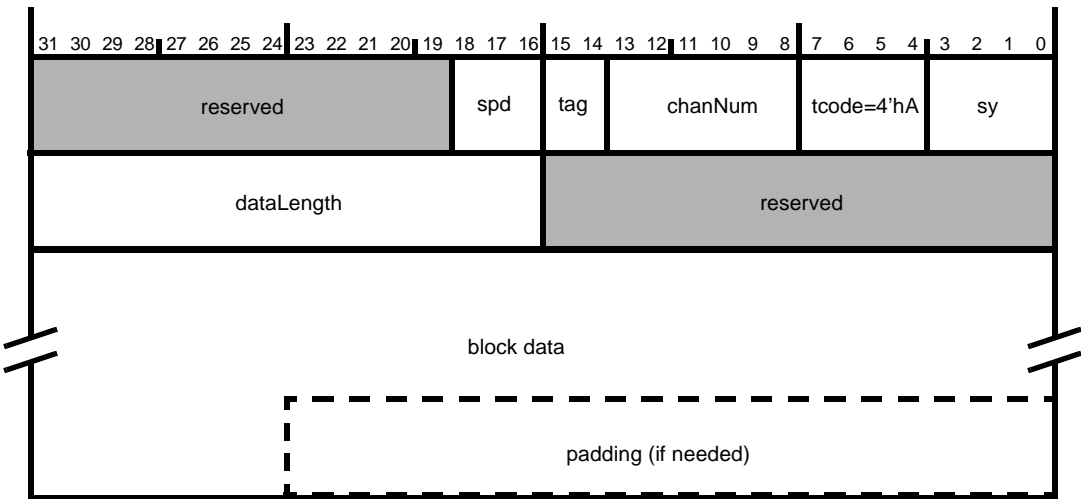 31 30 29 28 27 26 25 24 23 22 21 20 19 18 17 16 15 14 13 12 11 10 9 8 7 6 5 4 3 2 1 0
reserved spd tag chanNum tcode=4’hA sy
dataLength reserved
block data
padding (if needed)